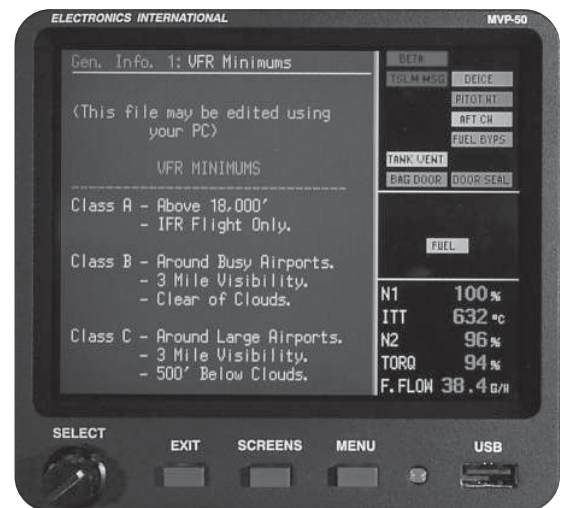 ELECTRONICS INTERNATIONAL MVP-50
Gen. Info. 1: VFR Minimums
(This file may be edited using
your PC)
VFR MINIMUMS
Class A - Above 18,000'
- IFR Flight Only.
Class B - Around Busy Airports.
- 3 Mile Visibility.
- Clear of Clouds.
Class C - Around Large Airports.
- 3 Mile Visibility.
- 500' Below Clouds.
BETA
TSLM MSG DEICE
PITOT HT
AFT CH
FUEL BYPS
TANK VENT
BAG DOOR DOOR SEAL
FUEL
N1 100 %
ITT 632 °C
N2 96 %
TORQ 94 %
F.FLOW 38.4 G/H
SELECT EXIT SCREENS MENU USB